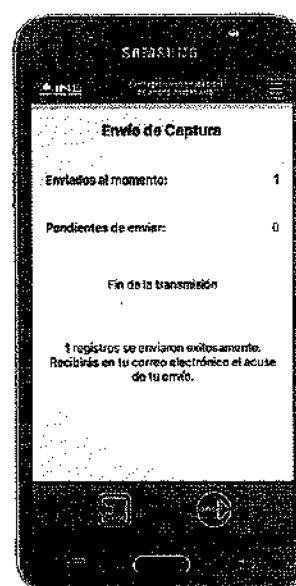 SAMSUNG
INE
Envío de Captura
Enviados al momento: 1
Pendientes de enviar: 0
Fin de la transmisión
1 registros se enviaron exitosamente.
Recibirás en tu correo electrónico el acuse
de tu envío.